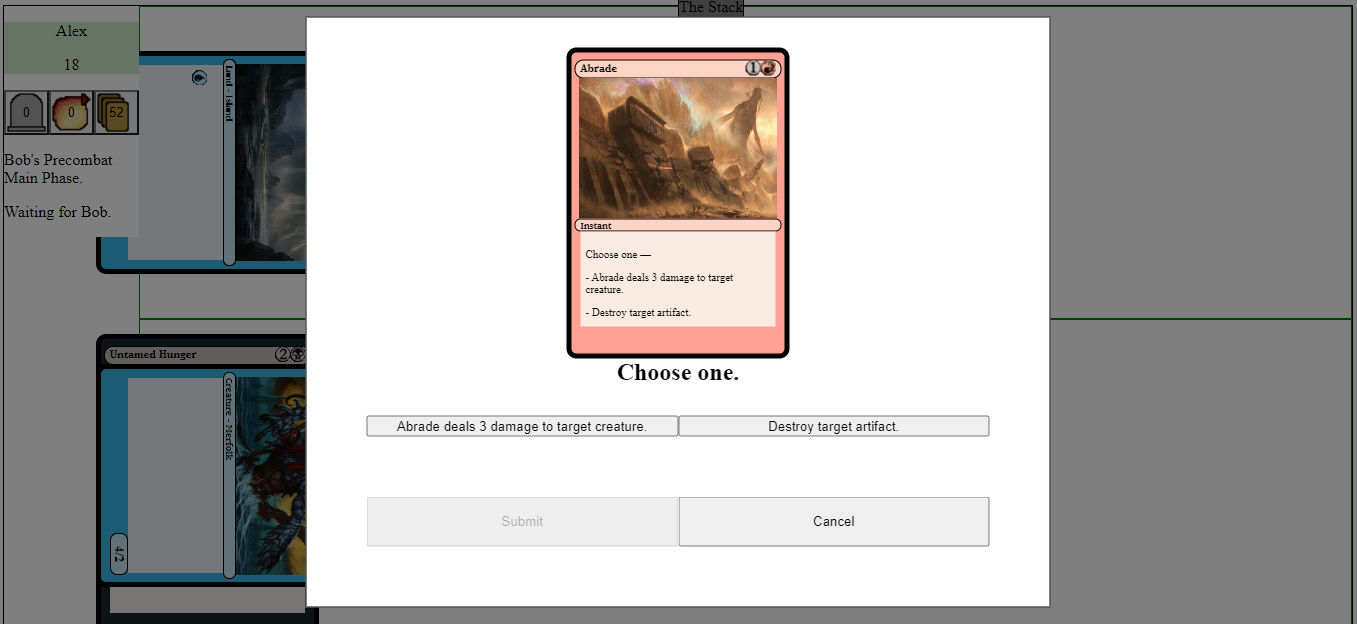 The Stack
Alex
18
0
0
52
Bob's Precombat
Main Phase.
Waiting for Bob.
Land - Island
Untamed Hunger
2
Creature - Merfolk
4/2
Abrade
1
Instant
Choose one —
- Abrade deals 3 damage to target
creature.
- Destroy target artifact.
Choose one.
Abrade deals 3 damage to target creature.
Destroy target artifact.
Submit
Cancel